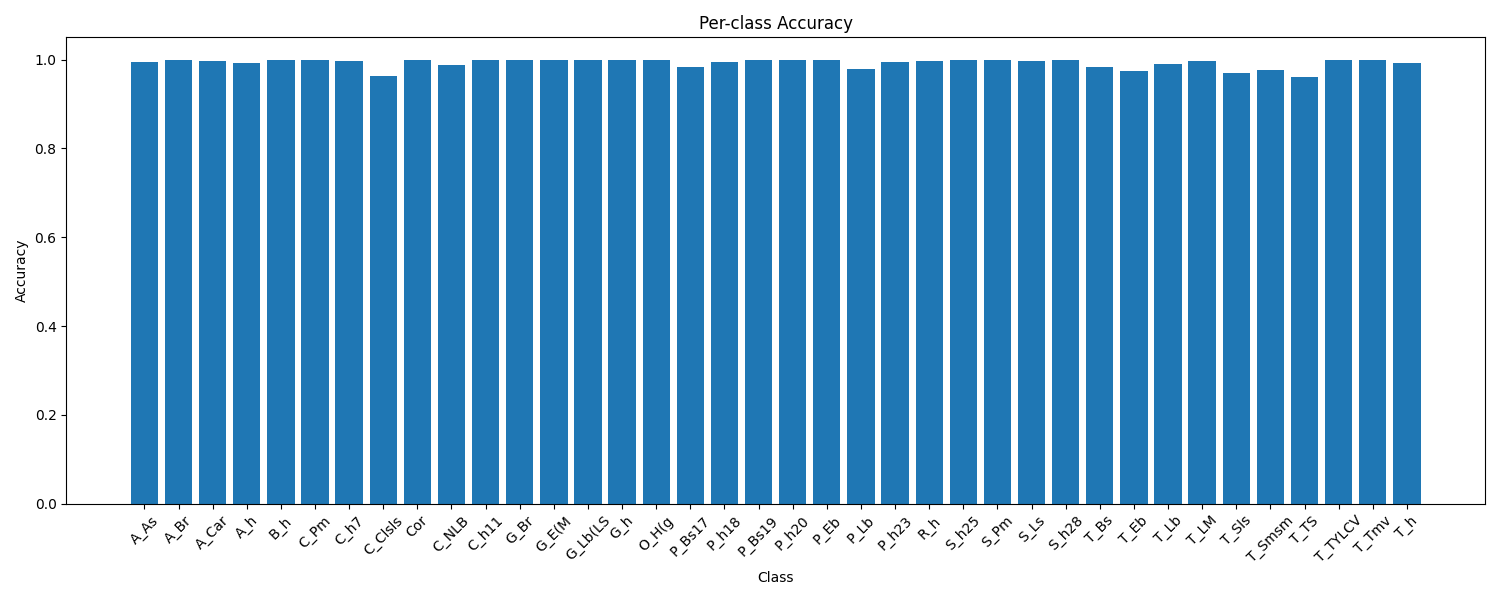 Per-class Accuracy
Accuracy
1.0
0.8
0.6
0.4
0.2
0.0
A_As
A_Br
A_Car
A_h
B_h
C_Pm
C_h7
C_Clsls
Cor
C_NLB
C_h11
G_Br
G_E(M
G_Lb(LS
G_h
O_H(g
P_Bs17
P_h18
P_Bs19
P_h20
P_Eb
P_Lb
P_h23
R_h
S_h25
S_Pm
S_Ls
S_h28
T_Bs
T_Eb
T_Lb
T_LM
T_Sls
T_Smsm
T_TS
T_TYLCV
T_Tmv
T_h
Class